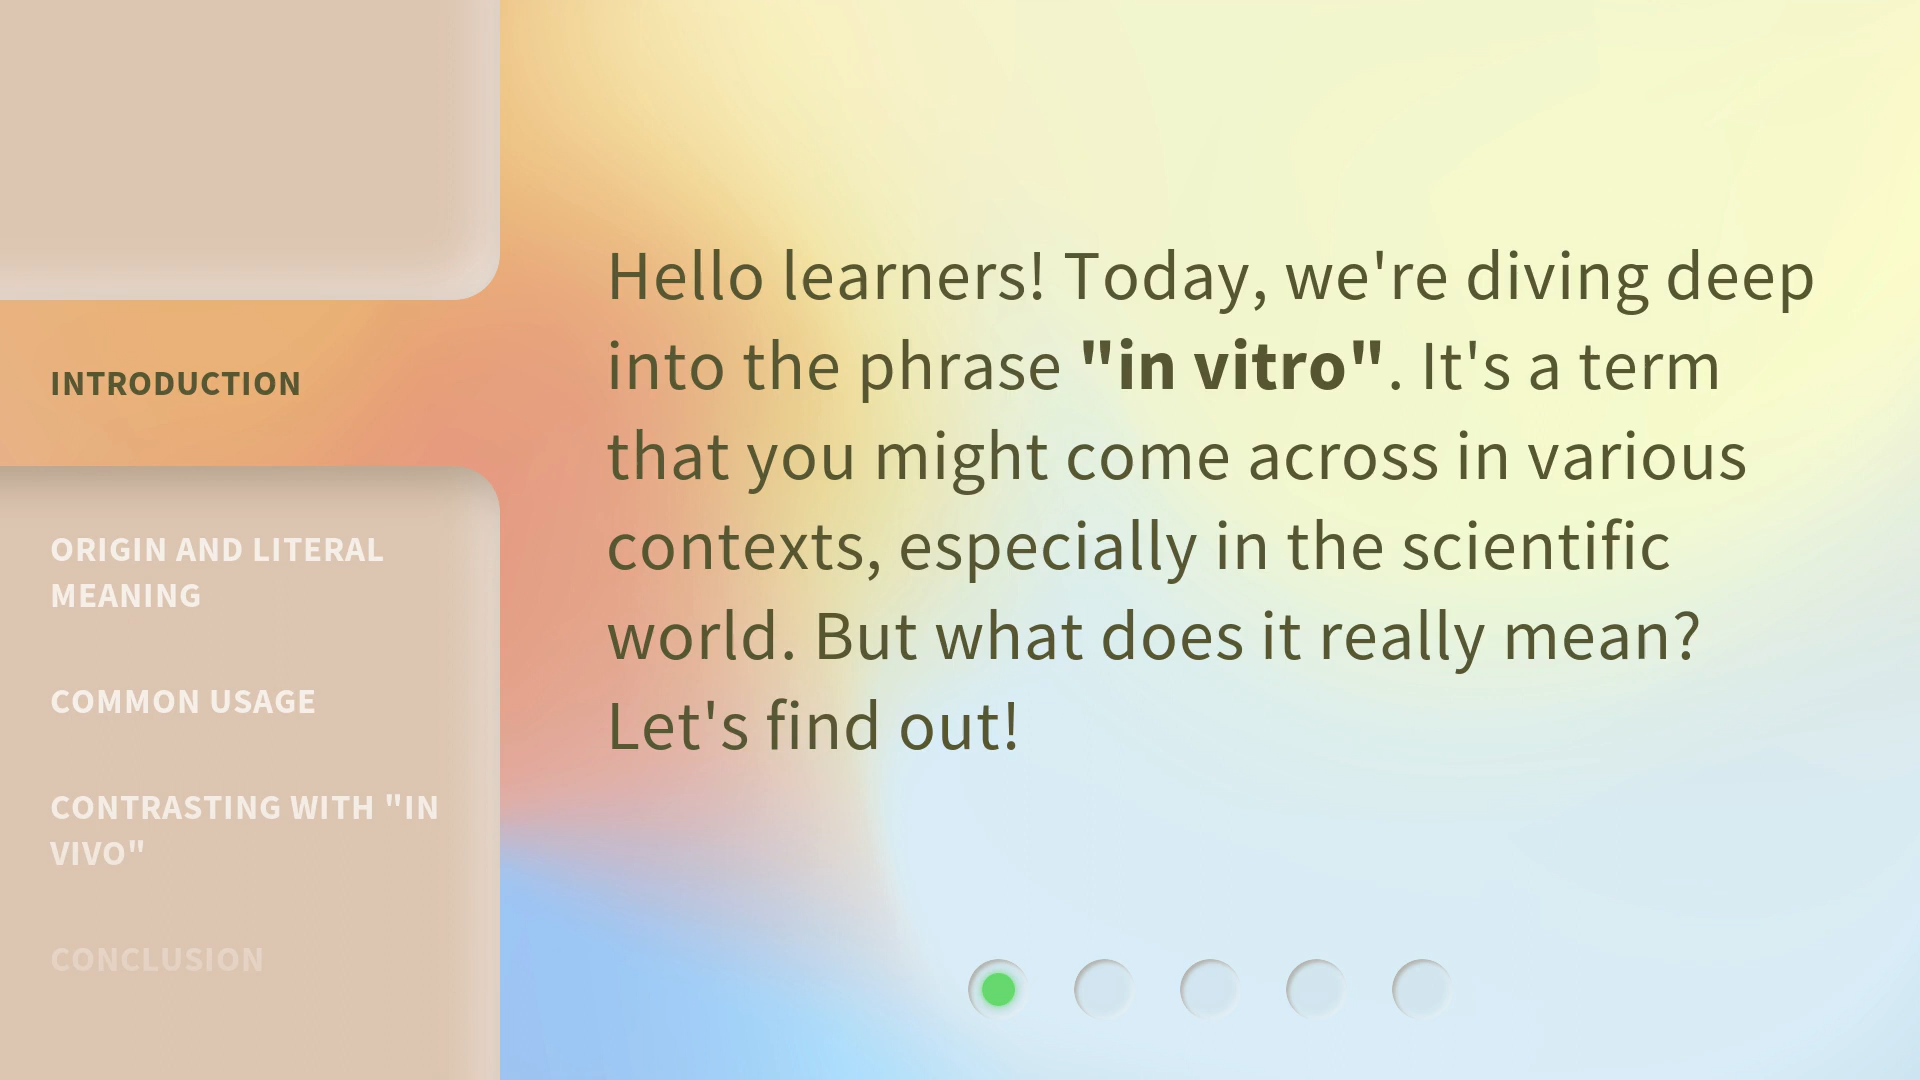 INTRODUCTION
ORIGIN AND LITERAL
MEANING
COMMON USAGE
CONTRASTING WITH "IN
VIVO"
CONCLUSION
Hello learners! Today, we're diving deep
into the phrase "in vitro". It's a term
that you might come across in various
contexts, especially in the scientific
world. But what does it really mean?
Let's find out!